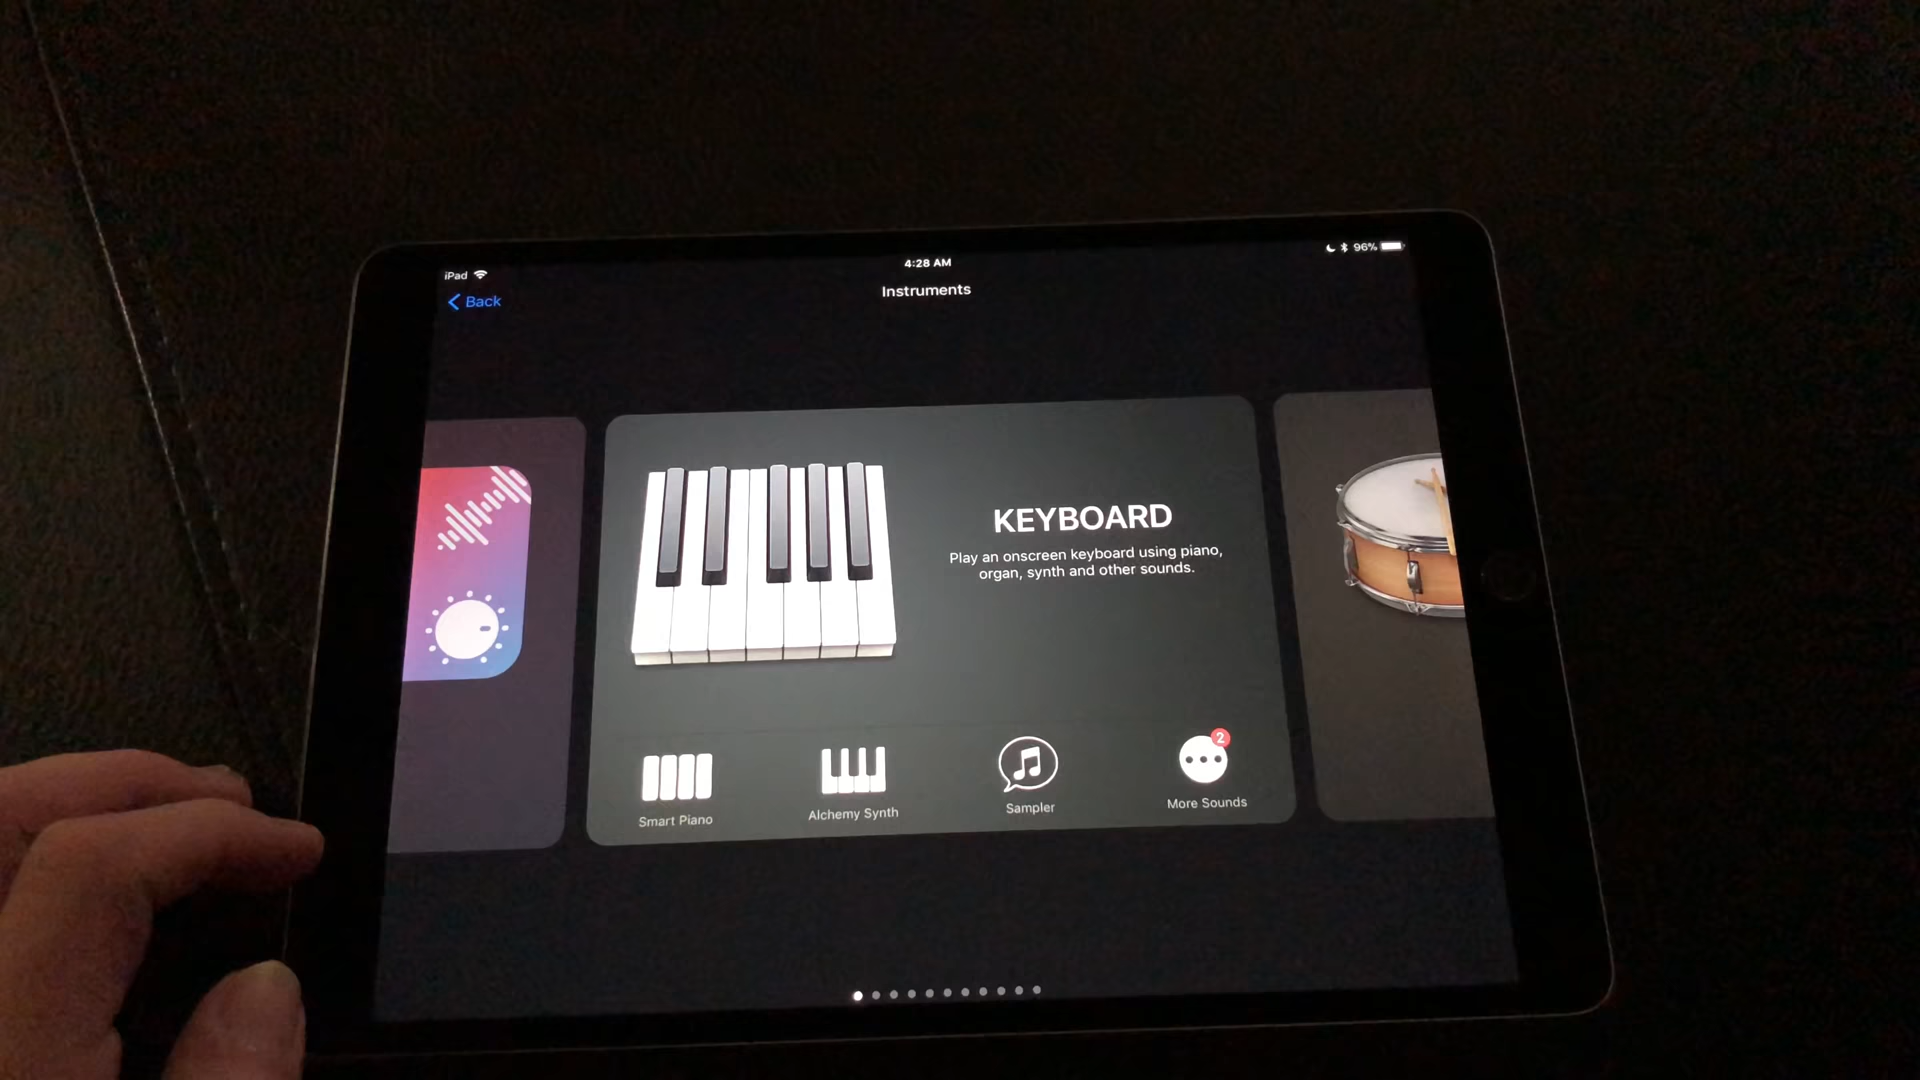 iPad
4:28 AM
96%
Back
Instruments
KEYBOARD
Play an onscreen keyboard using piano,
organ, synth and other sounds.
Smart Piano
Alchemy Synth
Sampler
2
More Sounds